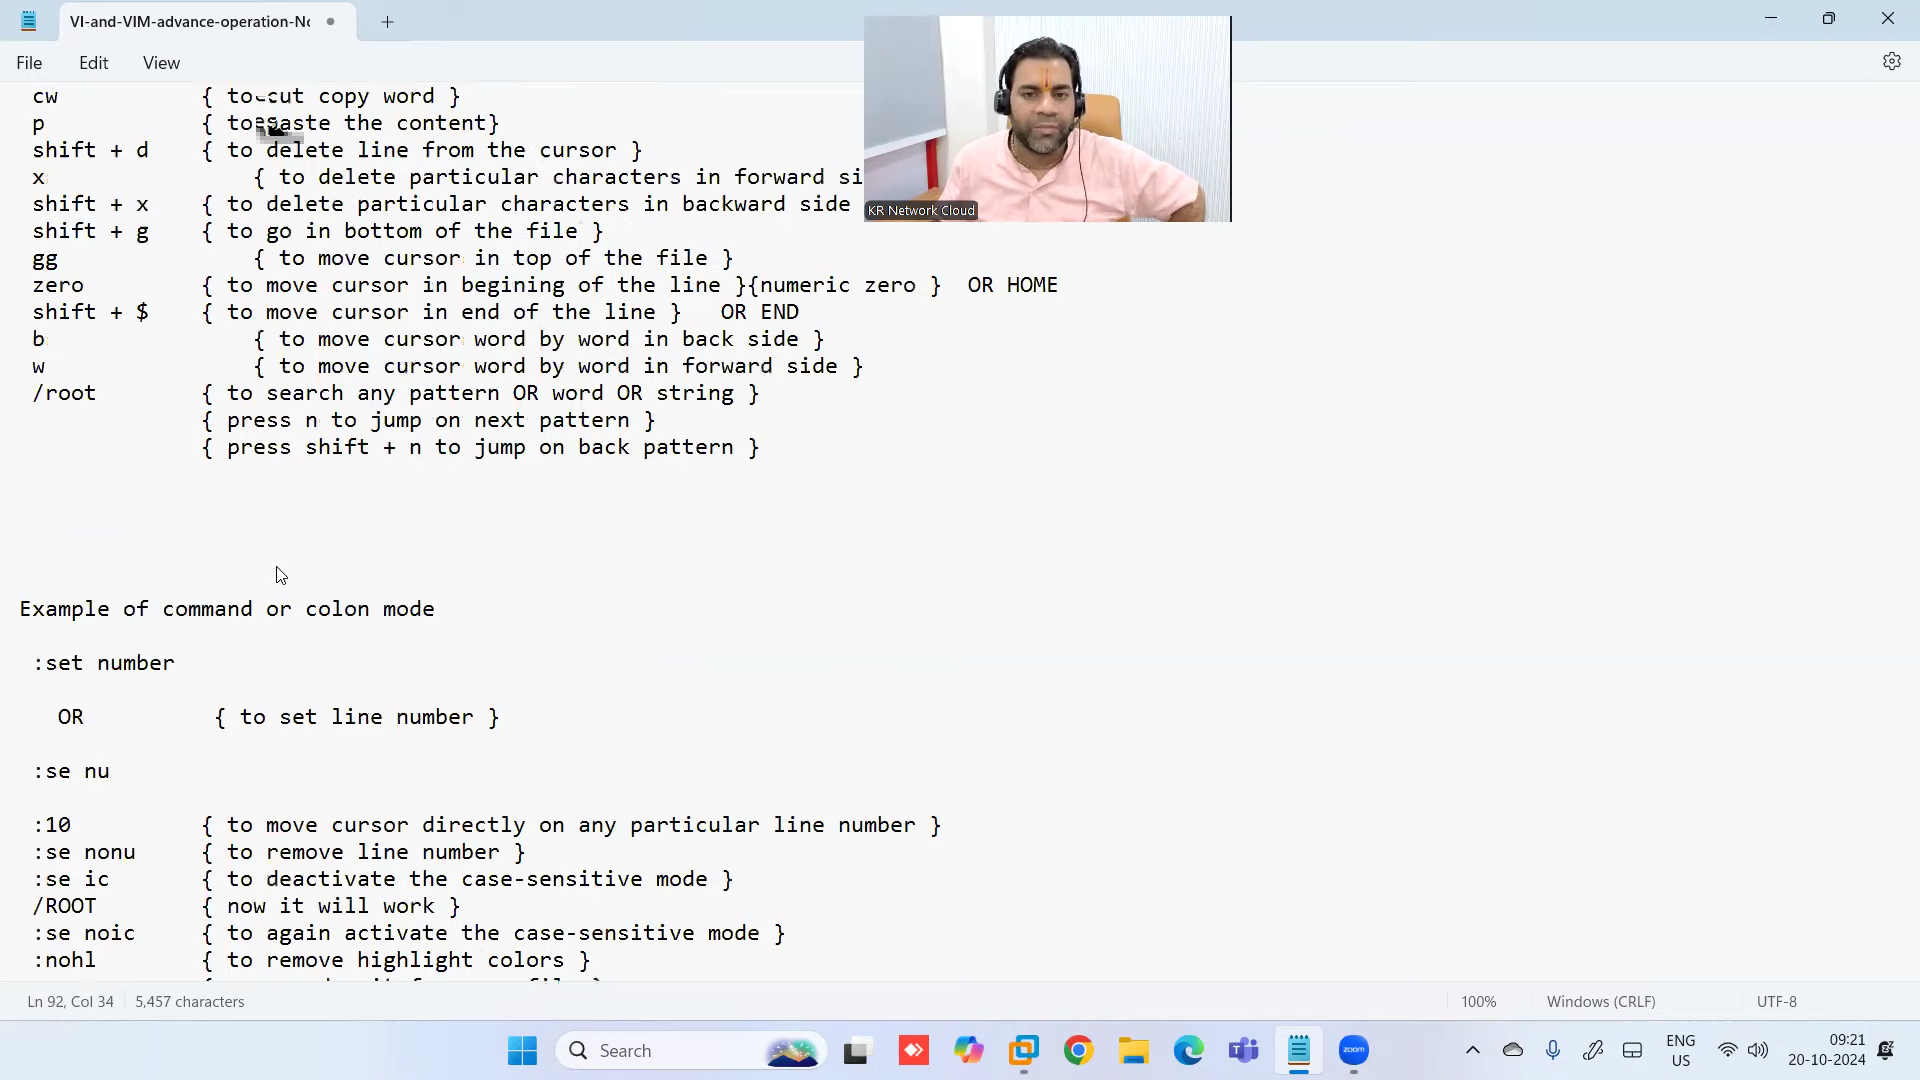 VI-and-VIM-advance-operation-No
File Edit View
cw { to cut copy word }
p { to paste the content}
shift + d { to delete line from the cursor }
x { to delete particular characters in forward si
shift + x { to delete particular characters in backward side
shift + g { to go in bottom of the file }
gg { to move cursor in top of the file }
zero { to move cursor in begining of the line }{numeric zero } OR HOME
shift + $ { to move cursor in end of the line } OR END
b { to move cursor word by word in back side }
w { to move cursor word by word in forward side }
/root { to search any pattern OR word OR string }
{ press n to jump on next pattern }
{ press shift + n to jump on back pattern }
KR Network Cloud
Example of command or colon mode
:set number
OR { to set line number }
:se nu
:10 { to move cursor directly on any particular line number }
:se nonu { to remove line number }
:se ic { to deactivate the case-sensitive mode }
/ROOT { now it will work }
:se noic { to again activate the case-sensitive mode }
:nohl { to remove highlight colors }
Ln 92, Col 34 5,457 characters 100% Windows (CRLF) UTF-8
Search
zoom
ENG
US
09:21
20-10-2024